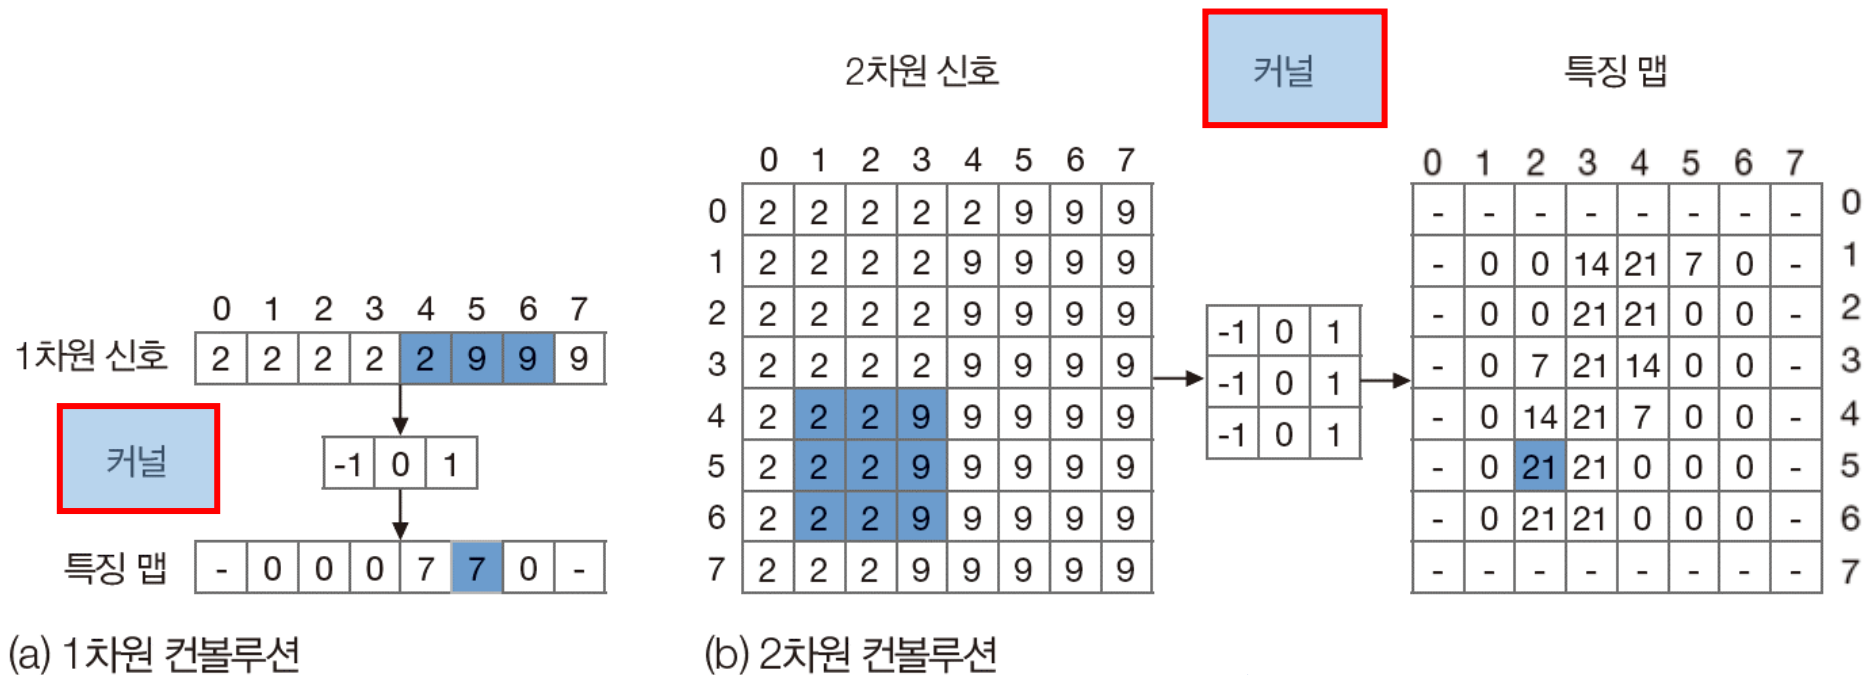 0 1 2 3 4 5 6 7
1차원 신호 2 2 2 2 2 9 9 9
커널 -1 0 1
특징 맵 - 0 0 0 7 7 0 -
(a) 1차원 컨볼루션
2차원 신호
0 1 2 3 4 5 6 7
0 2 2 2 2 2 9 9 9
1 2 2 2 2 9 9 9 9
2 2 2 2 2 9 9 9 9
3 2 2 2 2 9 9 9 9
4 2 2 2 9 9 9 9 9
5 2 2 2 9 9 9 9 9
6 2 2 2 9 9 9 9 9
7 2 2 2 9 9 9 9 9
커널
-1 0 1
-1 0 1
-1 0 1
특징 맵
0 1 2 3 4 5 6 7
- - - - - - - - 0
- 0 0 14 21 7 0 - 1
- 0 0 21 21 0 0 - 2
- 0 7 21 14 0 0 - 3
- 0 14 21 7 0 0 - 4
- 0 21 21 0 0 0 - 5
- 0 21 21 0 0 0 - 6
- - - - - - - - 7
(b) 2차원 컨볼루션